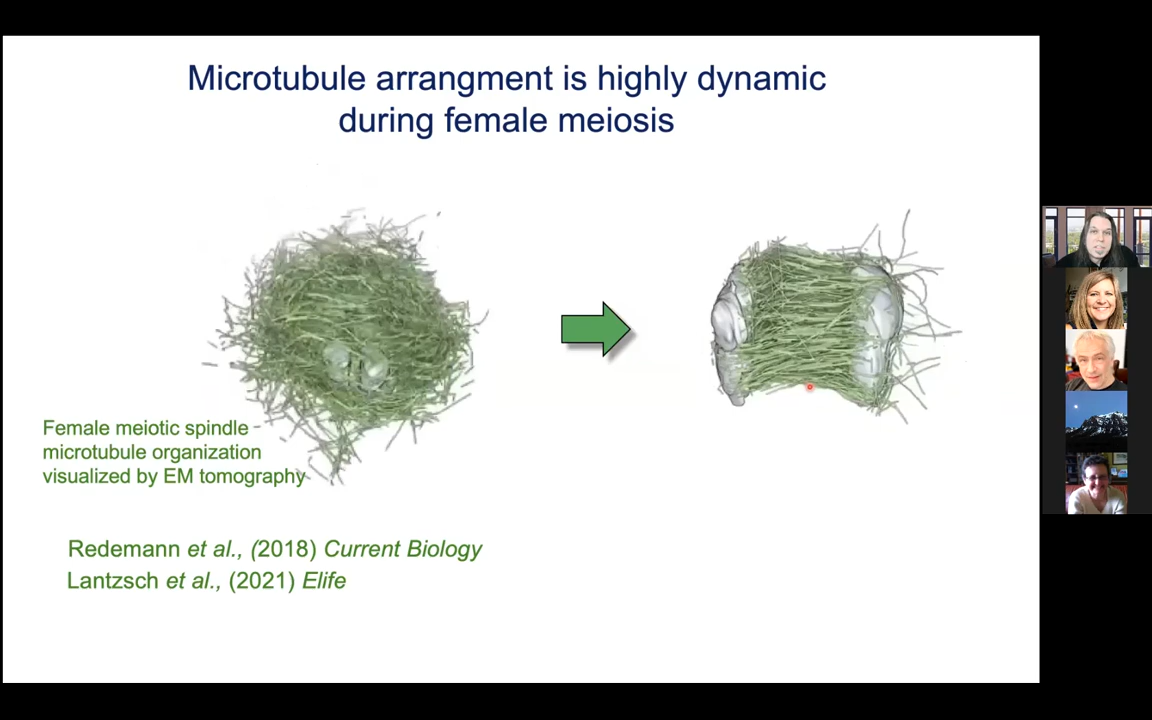 Microtubule arrangment is highly dynamic
during female meiosis
Female meiotic spindle
microtubule organization
visualized by EM tomography
Redemann et al., (2018) Current Biology
Lantzsch et al., (2021) Elife